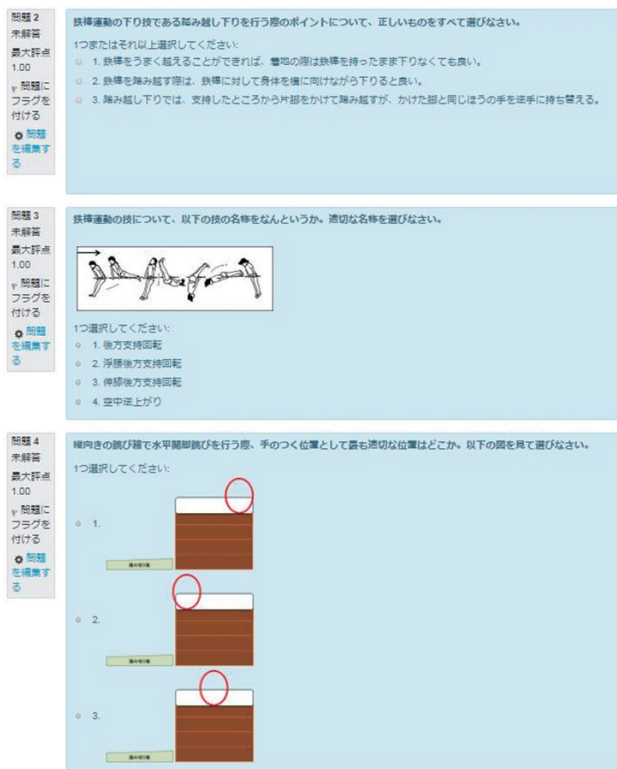 問題 2
未解答
最大評点
1.00
問題に
フラグを
付ける
問題
を編集す
る
鉄棒運動の下り技である踏み越し下りを行う際のポイントについて、正しいものをすべて選びなさい。
1つまたはそれ以上選択してください:
1. 鉄棒をうまく越えることができれば、着地の際は鉄棒を持ったまま下りなくても良い。
2. 鉄棒を踏み越す際は、鉄棒に対して身体を横に向けながら下りると良い。
3. 踏み越し下りでは、支持したところから片脚をかけて踏み越すが、かけた脚と同じほうの手を逆手に持ち替える。
問題 3
未解答
最大評点
1.00
問題に
フラグを
付ける
問題
を編集す
る
鉄棒運動の技について、以下の技の名称をなんというか。適切な名称を選びなさい。
1つ選択してください:
1. 後方支持回転
2. 浮腰後方支持回転
3. 伸膝後方支持回転
4. 空中逆上がり
問題 4
未解答
最大評点
1.00
問題に
フラグを
付ける
問題
を編集す
る
縦向きの跳び箱で水平開脚跳びを行う際、手のつく位置として最も適切な位置はどこか。以下の図を見て選びなさい。
1つ選択してください:
1.
2.
3.